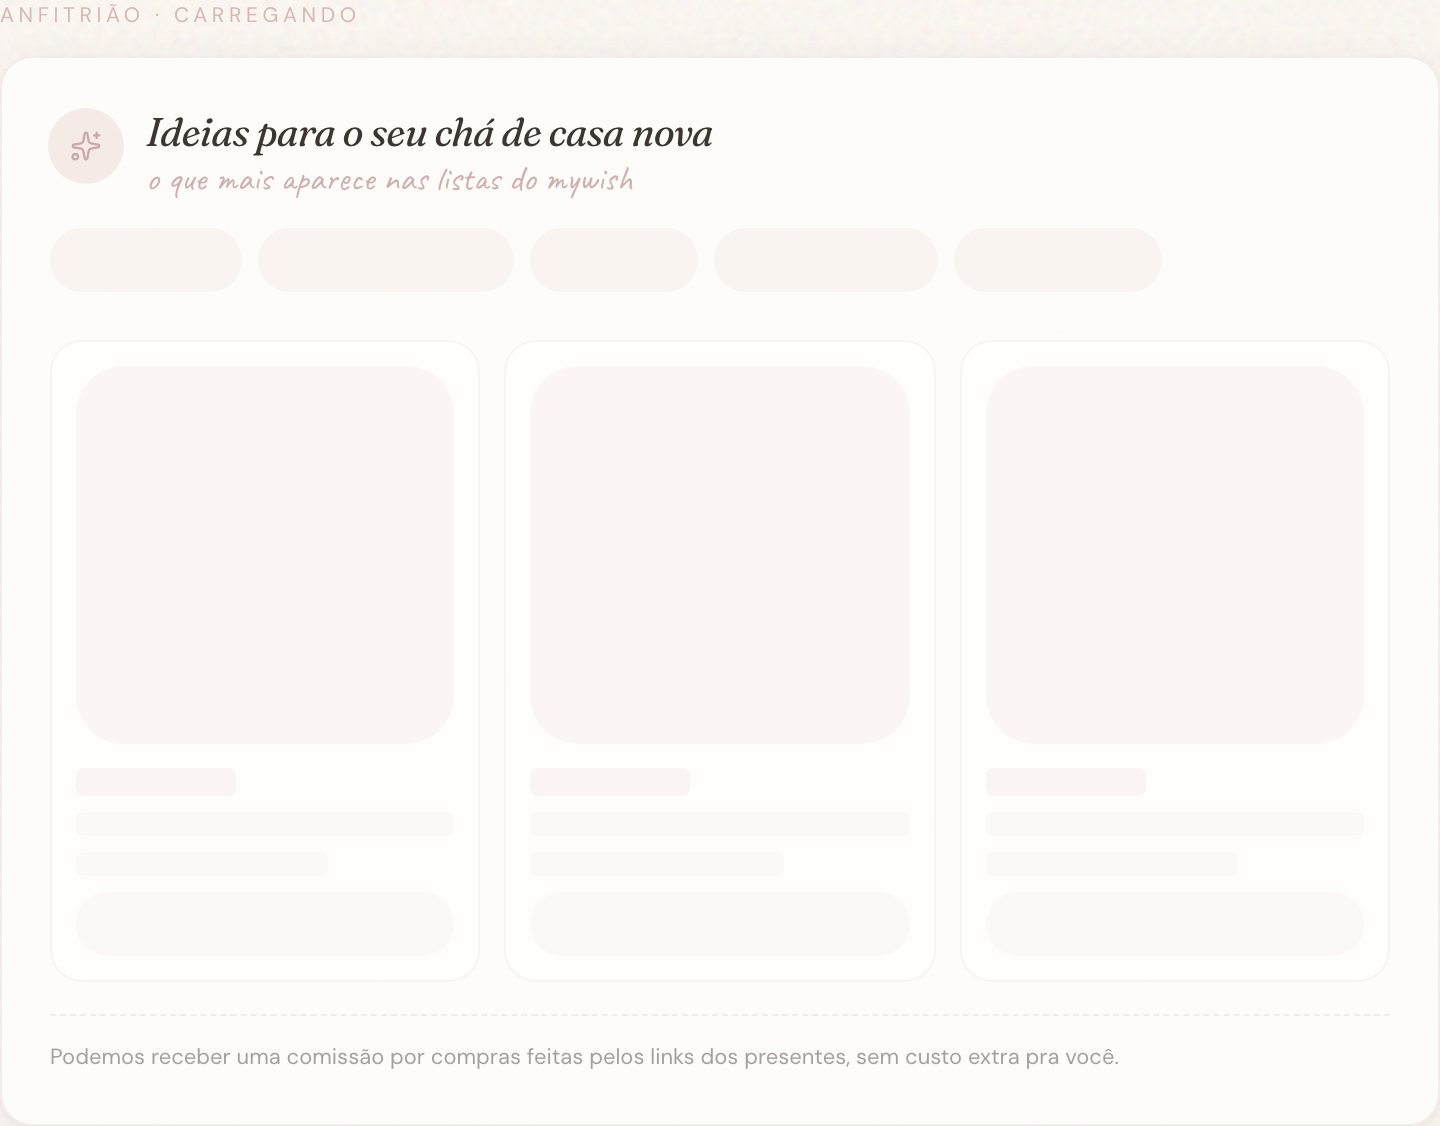 ANFITRIÃO · CARREGANDO
Ideias para o seu chá de casa nova
o que mais aparece nas listas do mywish
Podemos receber uma comissão por compras feitas pelos links dos presentes, sem custo extra pra você.